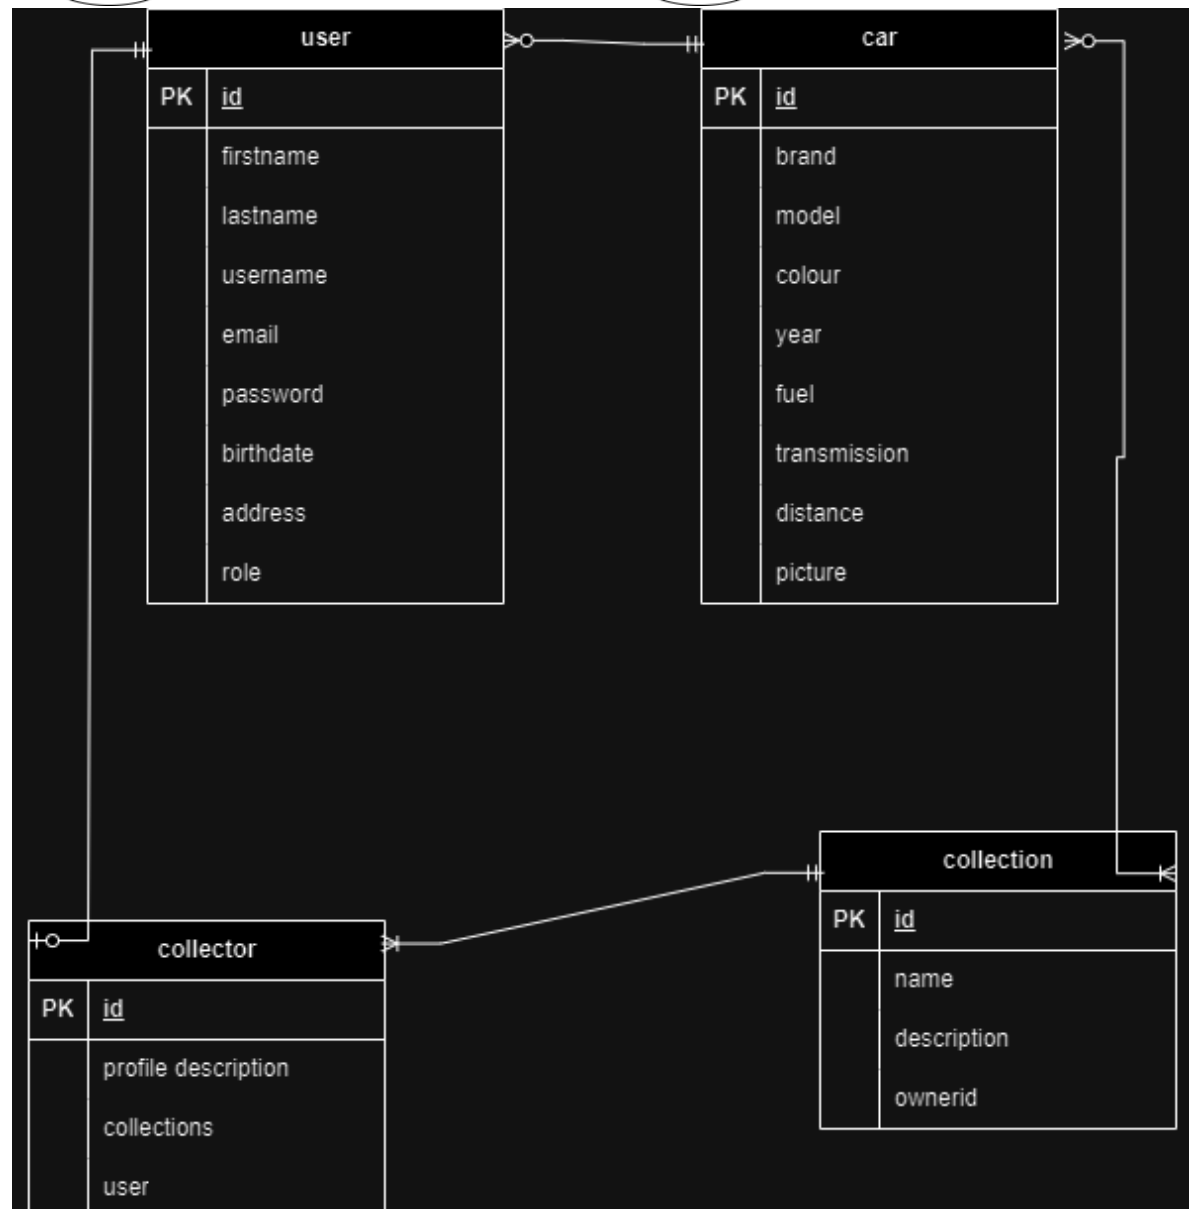 user
PK id
firstname
lastname
username
email
password
birthdate
address
role
car
PK id
brand
model
colour
year
fuel
transmission
distance
picture
collector
PK id
profile description
collections
user
collection
PK id
name
description
ownerid